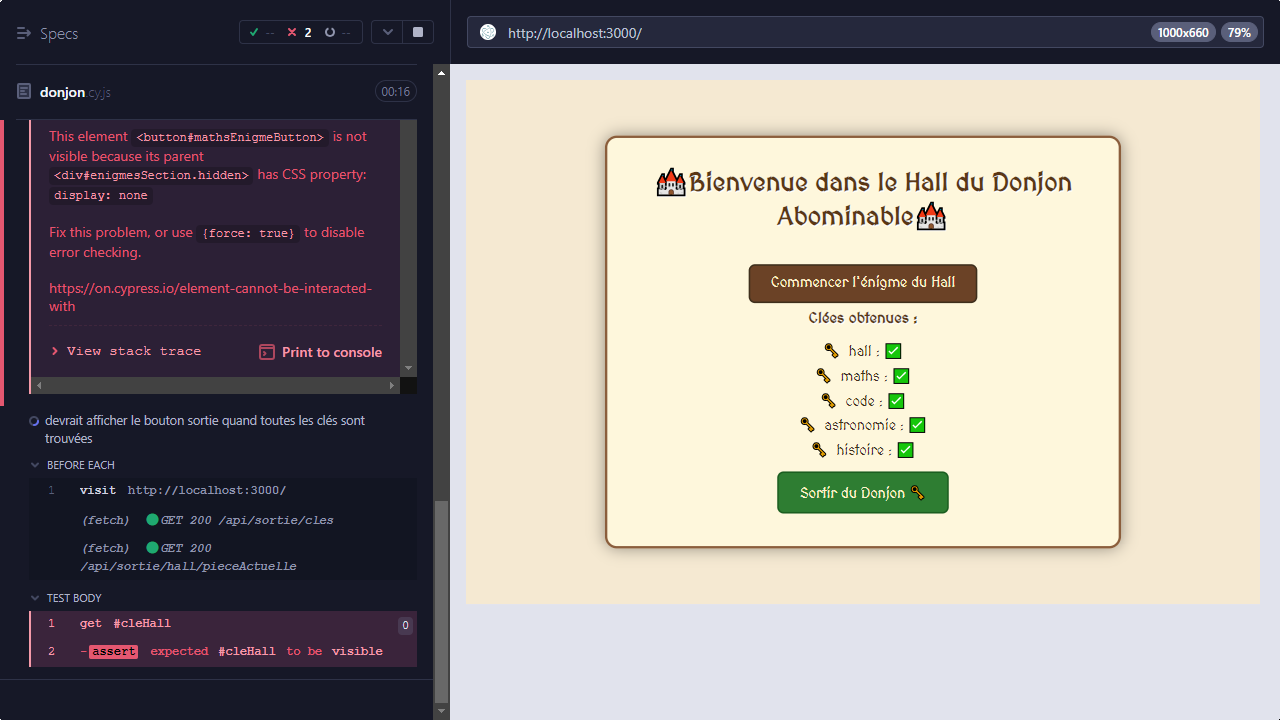 Specs
-- 2 --
donjon.cy.js
00:16
This element <button#mathsEnigmeButton> is not
visible because its parent
<div#enigmesSection.hidden> has CSS property:
display: none
Fix this problem, or use {force: true} to disable
error checking.
https://on.cypress.io/element-cannot-be-interacted-
with
View stack trace
Print to console
devrait afficher le bouton sortie quand toutes les clés sont
trouvées
BEFORE EACH
1 visit http://localhost:3000/
(fetch) GET 200 /api/sortie/cles
(fetch) GET 200
/api/sortie/hall/pieceActuelle
TEST BODY
1 get #cleHall 0
2 -assert expected #cleHall to be visible
http://localhost:3000/
1000x660
79%
🏰Bienvenue dans le Hall du Donjon
Abominable🏰
Commencer l'énigme du Hall
Clées obtenues :
🗝️ hall : ✅
🗝️ maths : ✅
🗝️ code : ✅
🗝️ astronomie : ✅
🗝️ histoire : ✅
Sortir du Donjon 🗝️